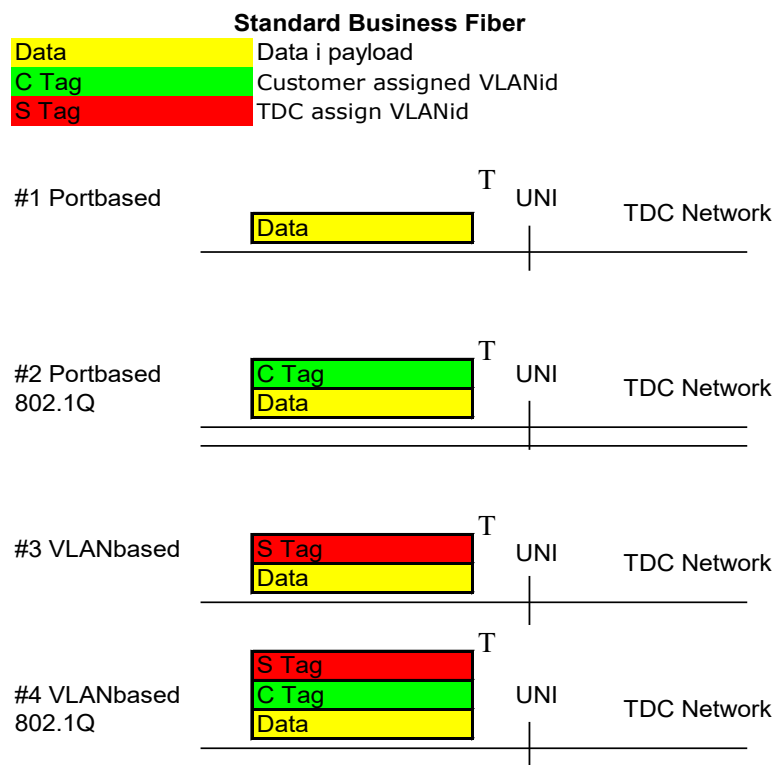 Standard Business Fiber
Data Data i payload
C Tag Customer assigned VLANid
S Tag TDC assign VLANid
T
#1 Portbased UNI TDC Network
Data
T
C Tag
#2 Portbased UNI TDC Network
802.1Q Data
T
#3 VLANbased S Tag UNI TDC Network
Data
T
S Tag
#4 VLANbased C Tag UNI TDC Network
802.1Q Data